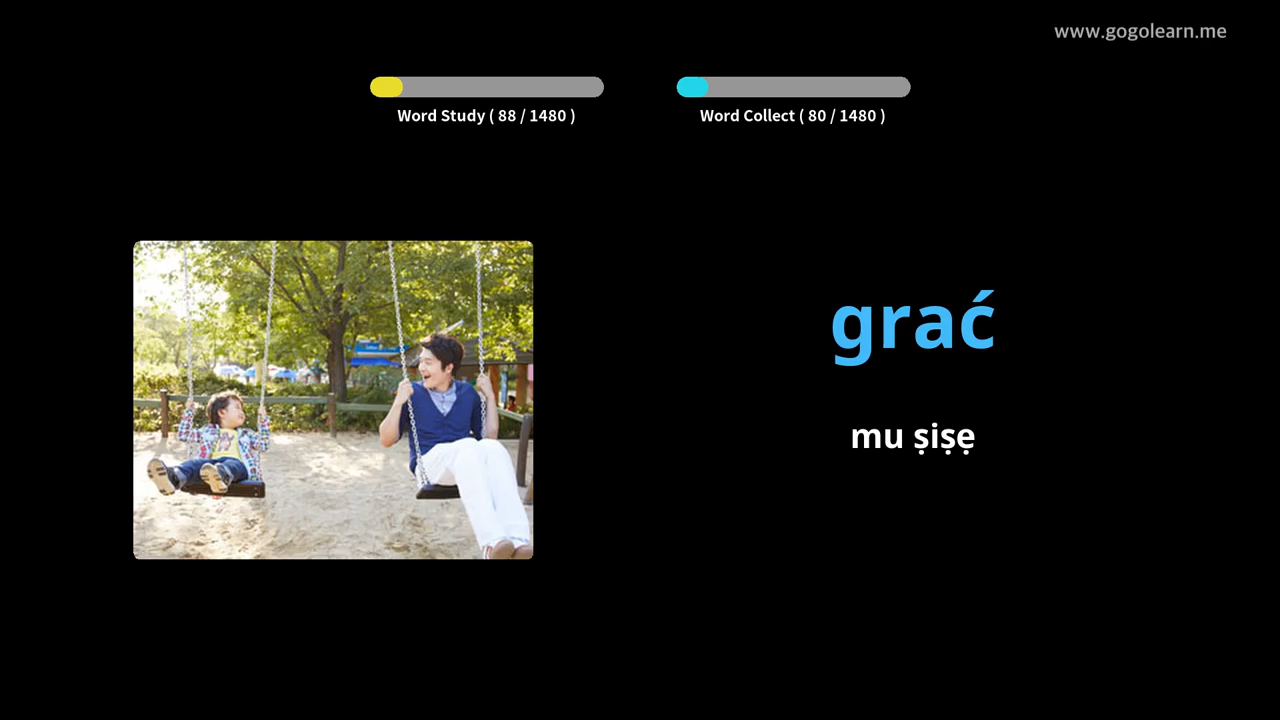 www.gogolearn.me
Word Study ( 88 / 1480 )
Word Collect ( 80 / 1480 )
grać
mu ṣiṣẹ